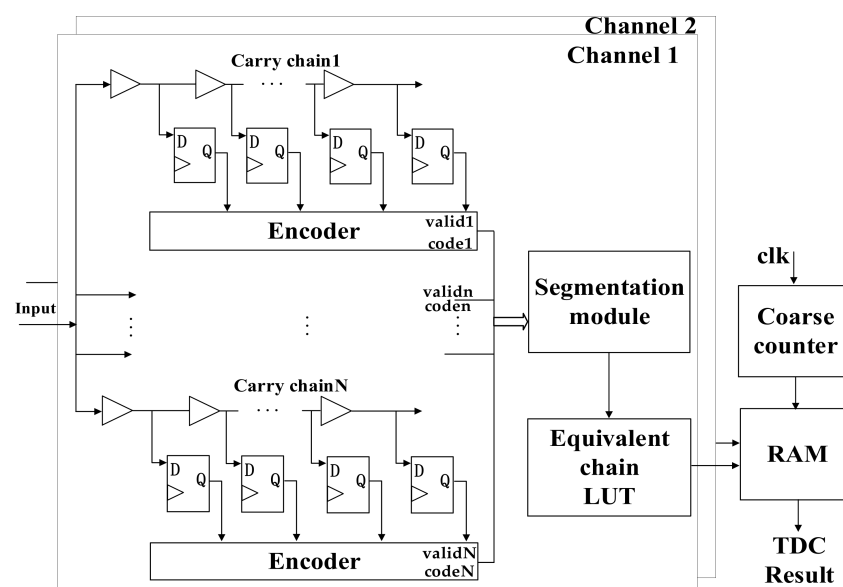 Channel 2
Channel 1
Carry chain1
· · ·
D
Q
D
Q
D
Q
D
Q
Encoder
valid1
code1
Input
validn
coden
Segmentation
module
clk
Coarse
counter
Carry chainN
· · ·
D
Q
D
Q
D
Q
D
Q
Encoder
validN
codeN
Equivalent
chain
LUT
RAM
TDC
Result